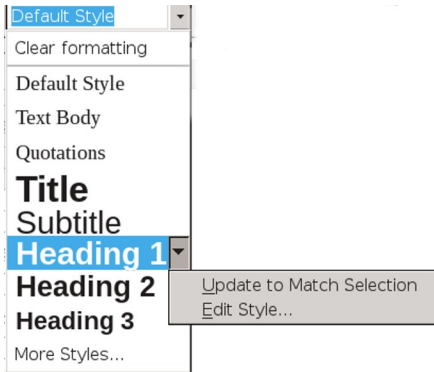 Default Style
Clear formatting
Default Style
Text Body
Quotations
Title
Subtitle
Heading 1
Heading 2
Update to Match Selection
Edit Style...
Heading 3
More Styles...